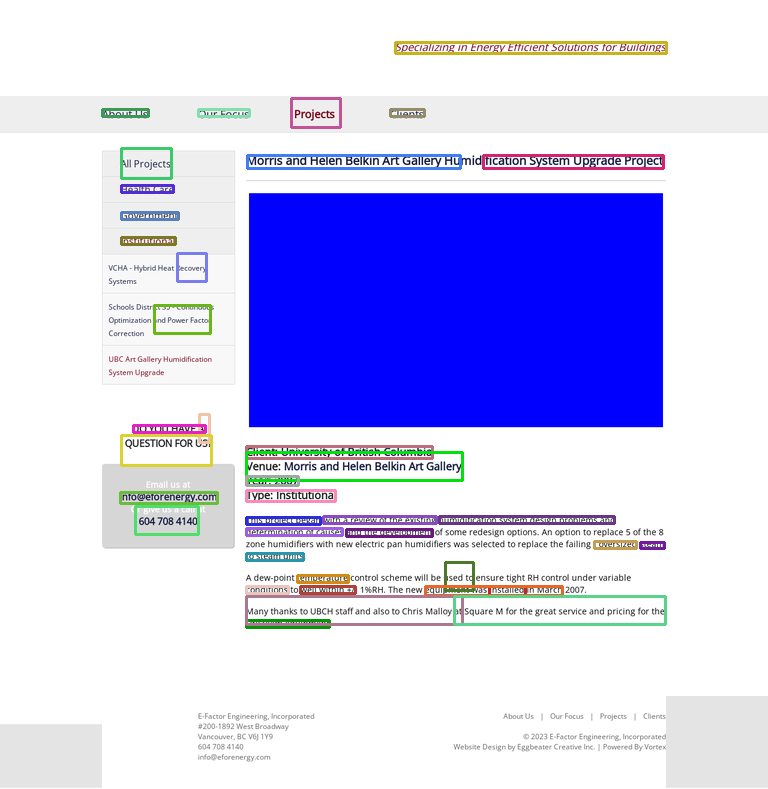 Specializing in Energy Efficient Solutions for Buildings
About Us
Our Focus
Projects
Clients
All Projects
Health Care
Government
Institutional
VCHA - Hybrid Heat Recovery
Systems
Schools District 35 - Continuous
Optimization and Power Factor
Correction
UBC Art Gallery Humidification
System Upgrade
DO YOU HAVE A
QUESTION FOR US?
Email us at
info@eforenergy.com
Or give us a call at
604 708 4140
Morris and Helen Belkin Art Gallery Humidification System Upgrade Project
Client: University of British Columbia
Venue: Morris and Helen Belkin Art Gallery
Year: 2007
Type: Institutiona
This project began with a review of the existing humidification system design problems and
determination of causes and the development of some redesign options. An option to replace 5 of the 8
zone humidifiers with new electric pan humidifiers was selected to replace the failing oversized steam
to steam units
A dew-point temperature control scheme will be used to ensure tight RH control under variable
conditions to well within +/- 1%RH. The new equipment was installed in March 2007.
Many thanks to UBCH staff and also to Chris Malloy at Square M for the great service and pricing for the
E-Factor Engineering, Incorporated
#200-1892 West Broadway
Vancouver, BC V6J 1Y9
604 708 4140
info@eforenergy.com
About Us | Our Focus | Projects | Clients
© 2023 E-Factor Engineering, Incorporated
Website Design by Eggbeater Creative Inc. | Powered By Vortex